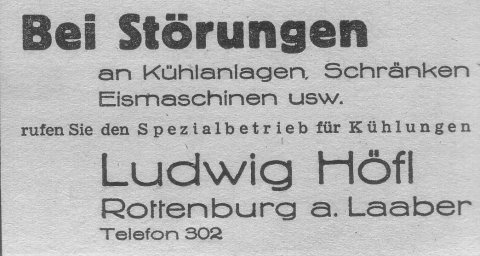 Bei Störungen
an Kühlanlagen, Schränken
Eismaschinen usw.
rufen Sie den Spezialbetrieb für Kühlungen
Ludwig Höfl
Rottenburg a. Laaber
Telefon 302